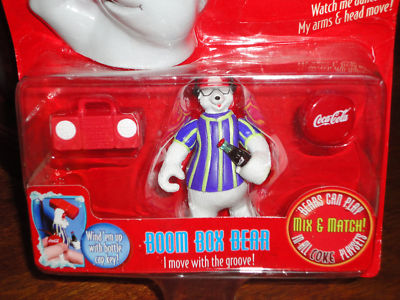 Watch me dance
My arms & head move!
Coca-Cola
Wind 'em up
with bottle
cap key!
BOOM BOX BEAR
I move with the groove!
BEARS CAN PLAY
MIX & MATCH!
IN ALL COKE PLAYSETS